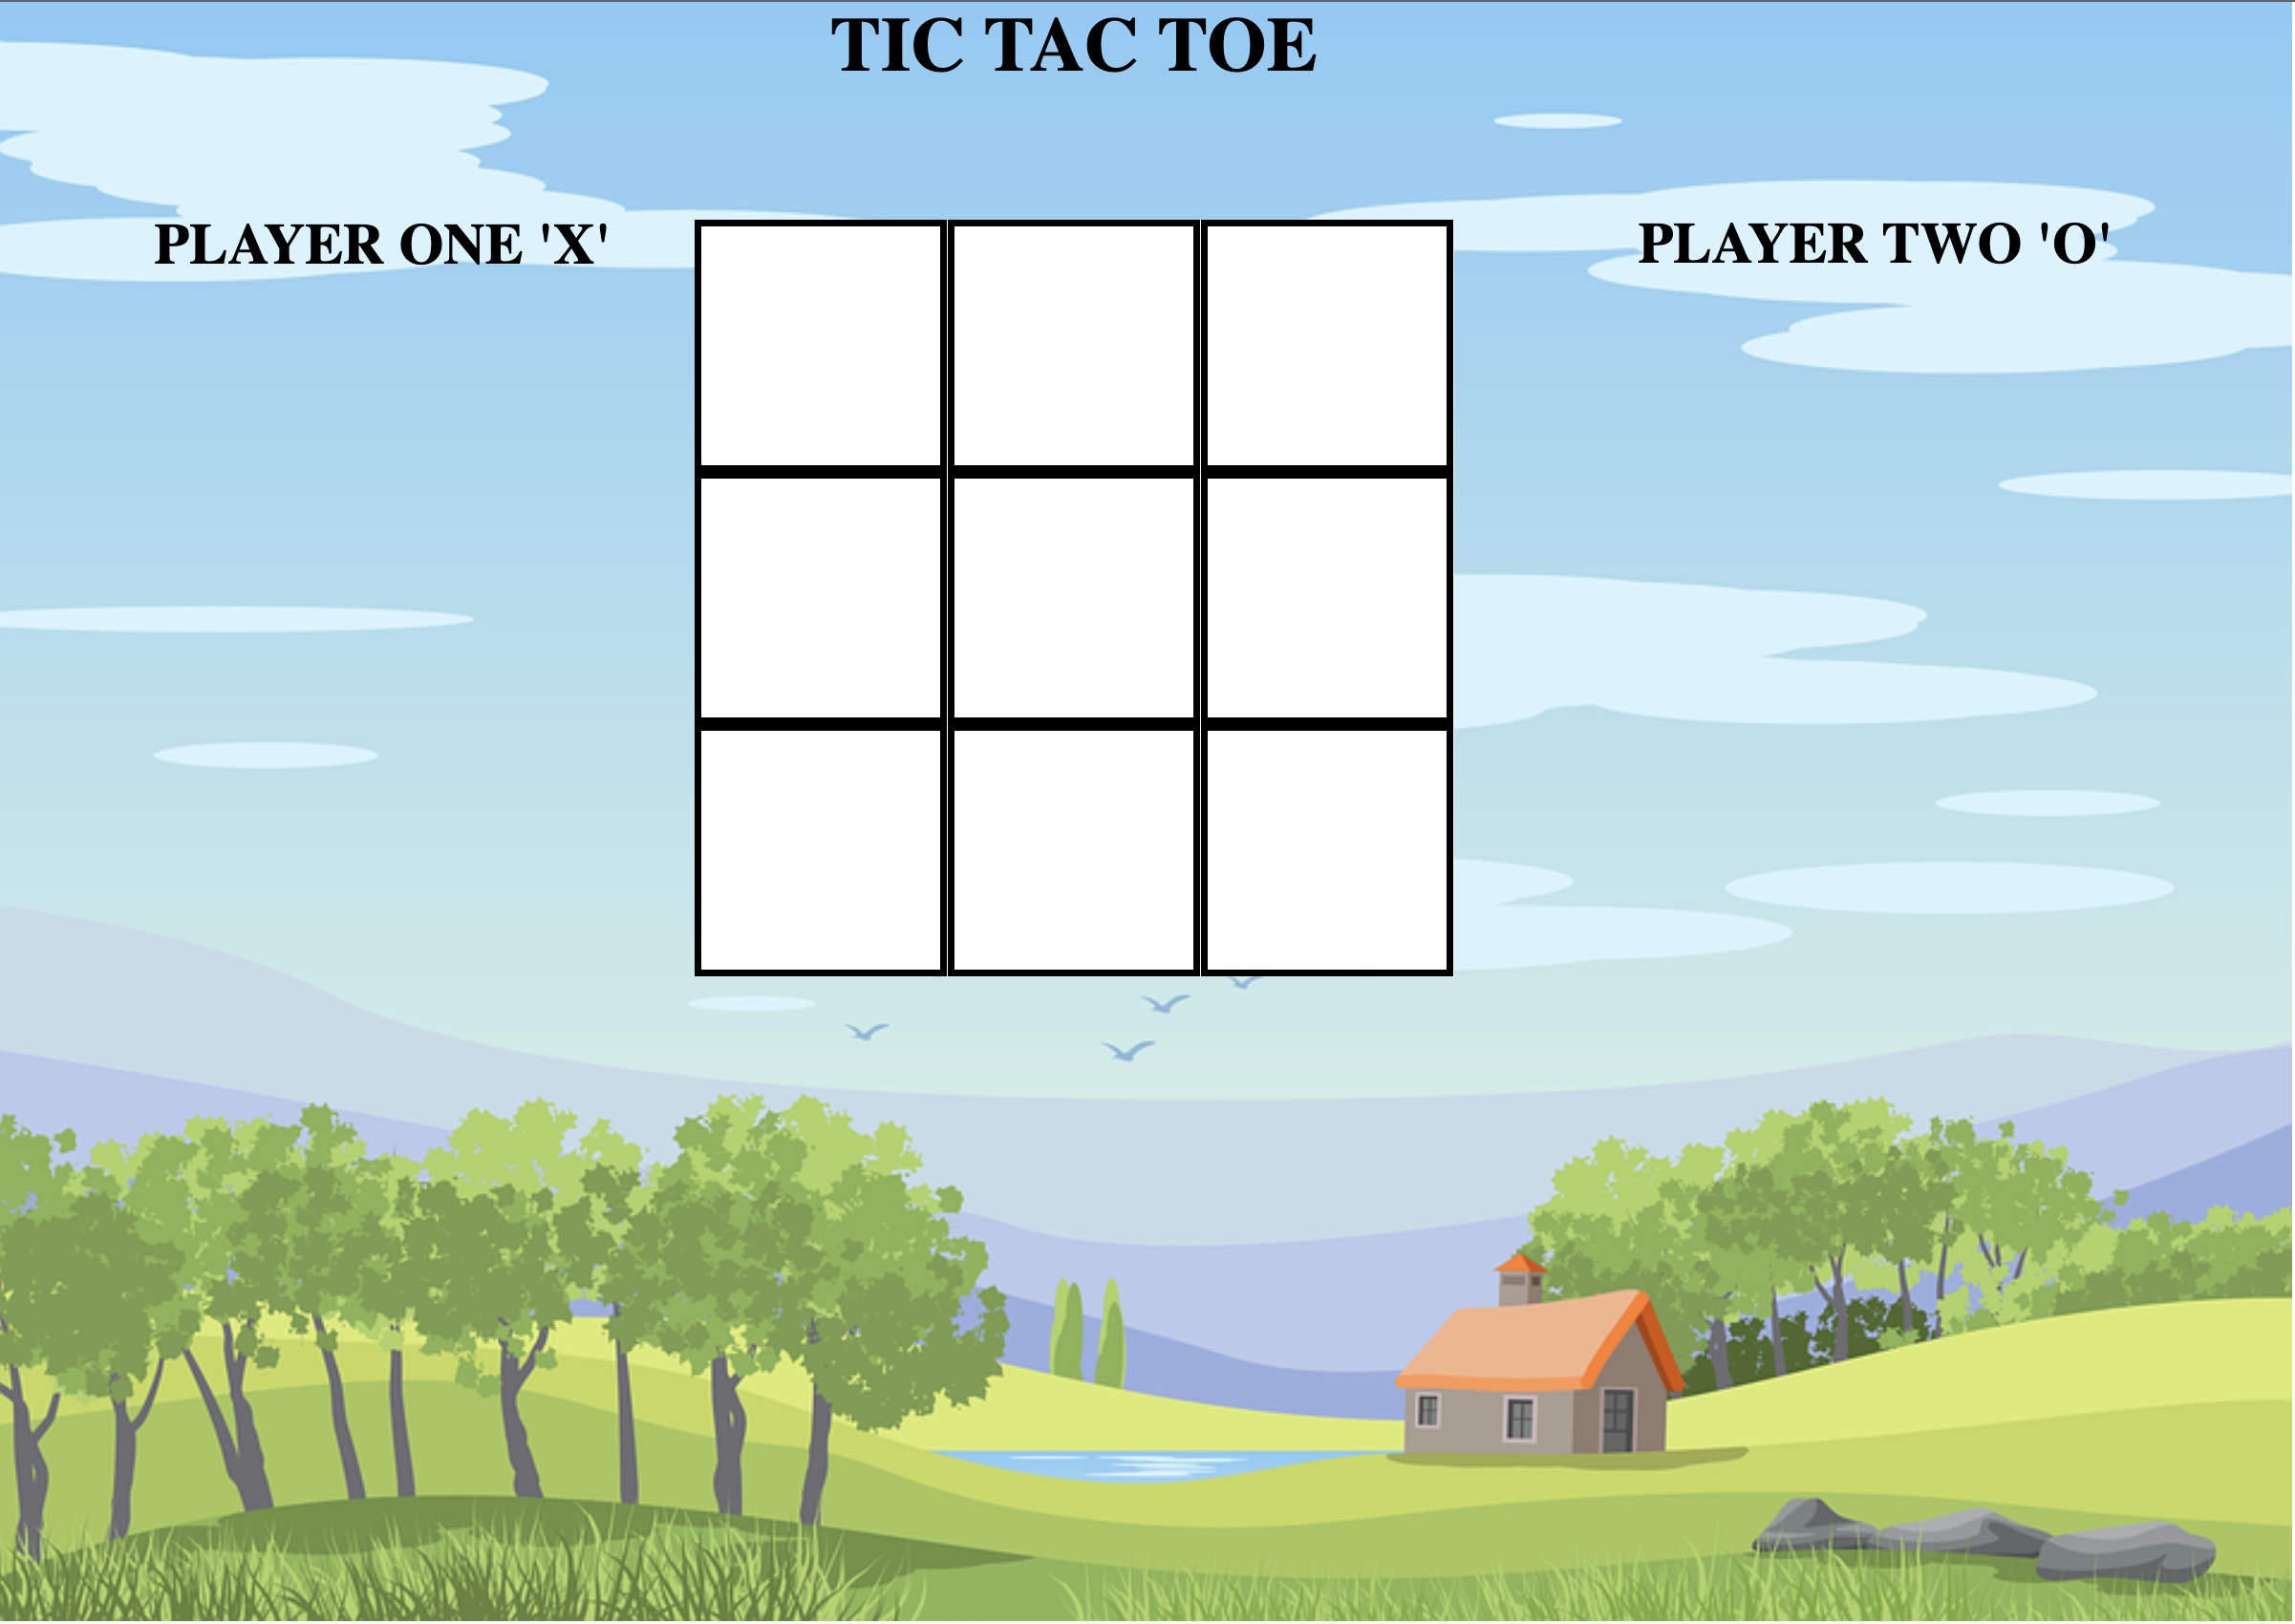 TIC TAC TOE
PLAYER ONE 'X'
PLAYER TWO 'O'